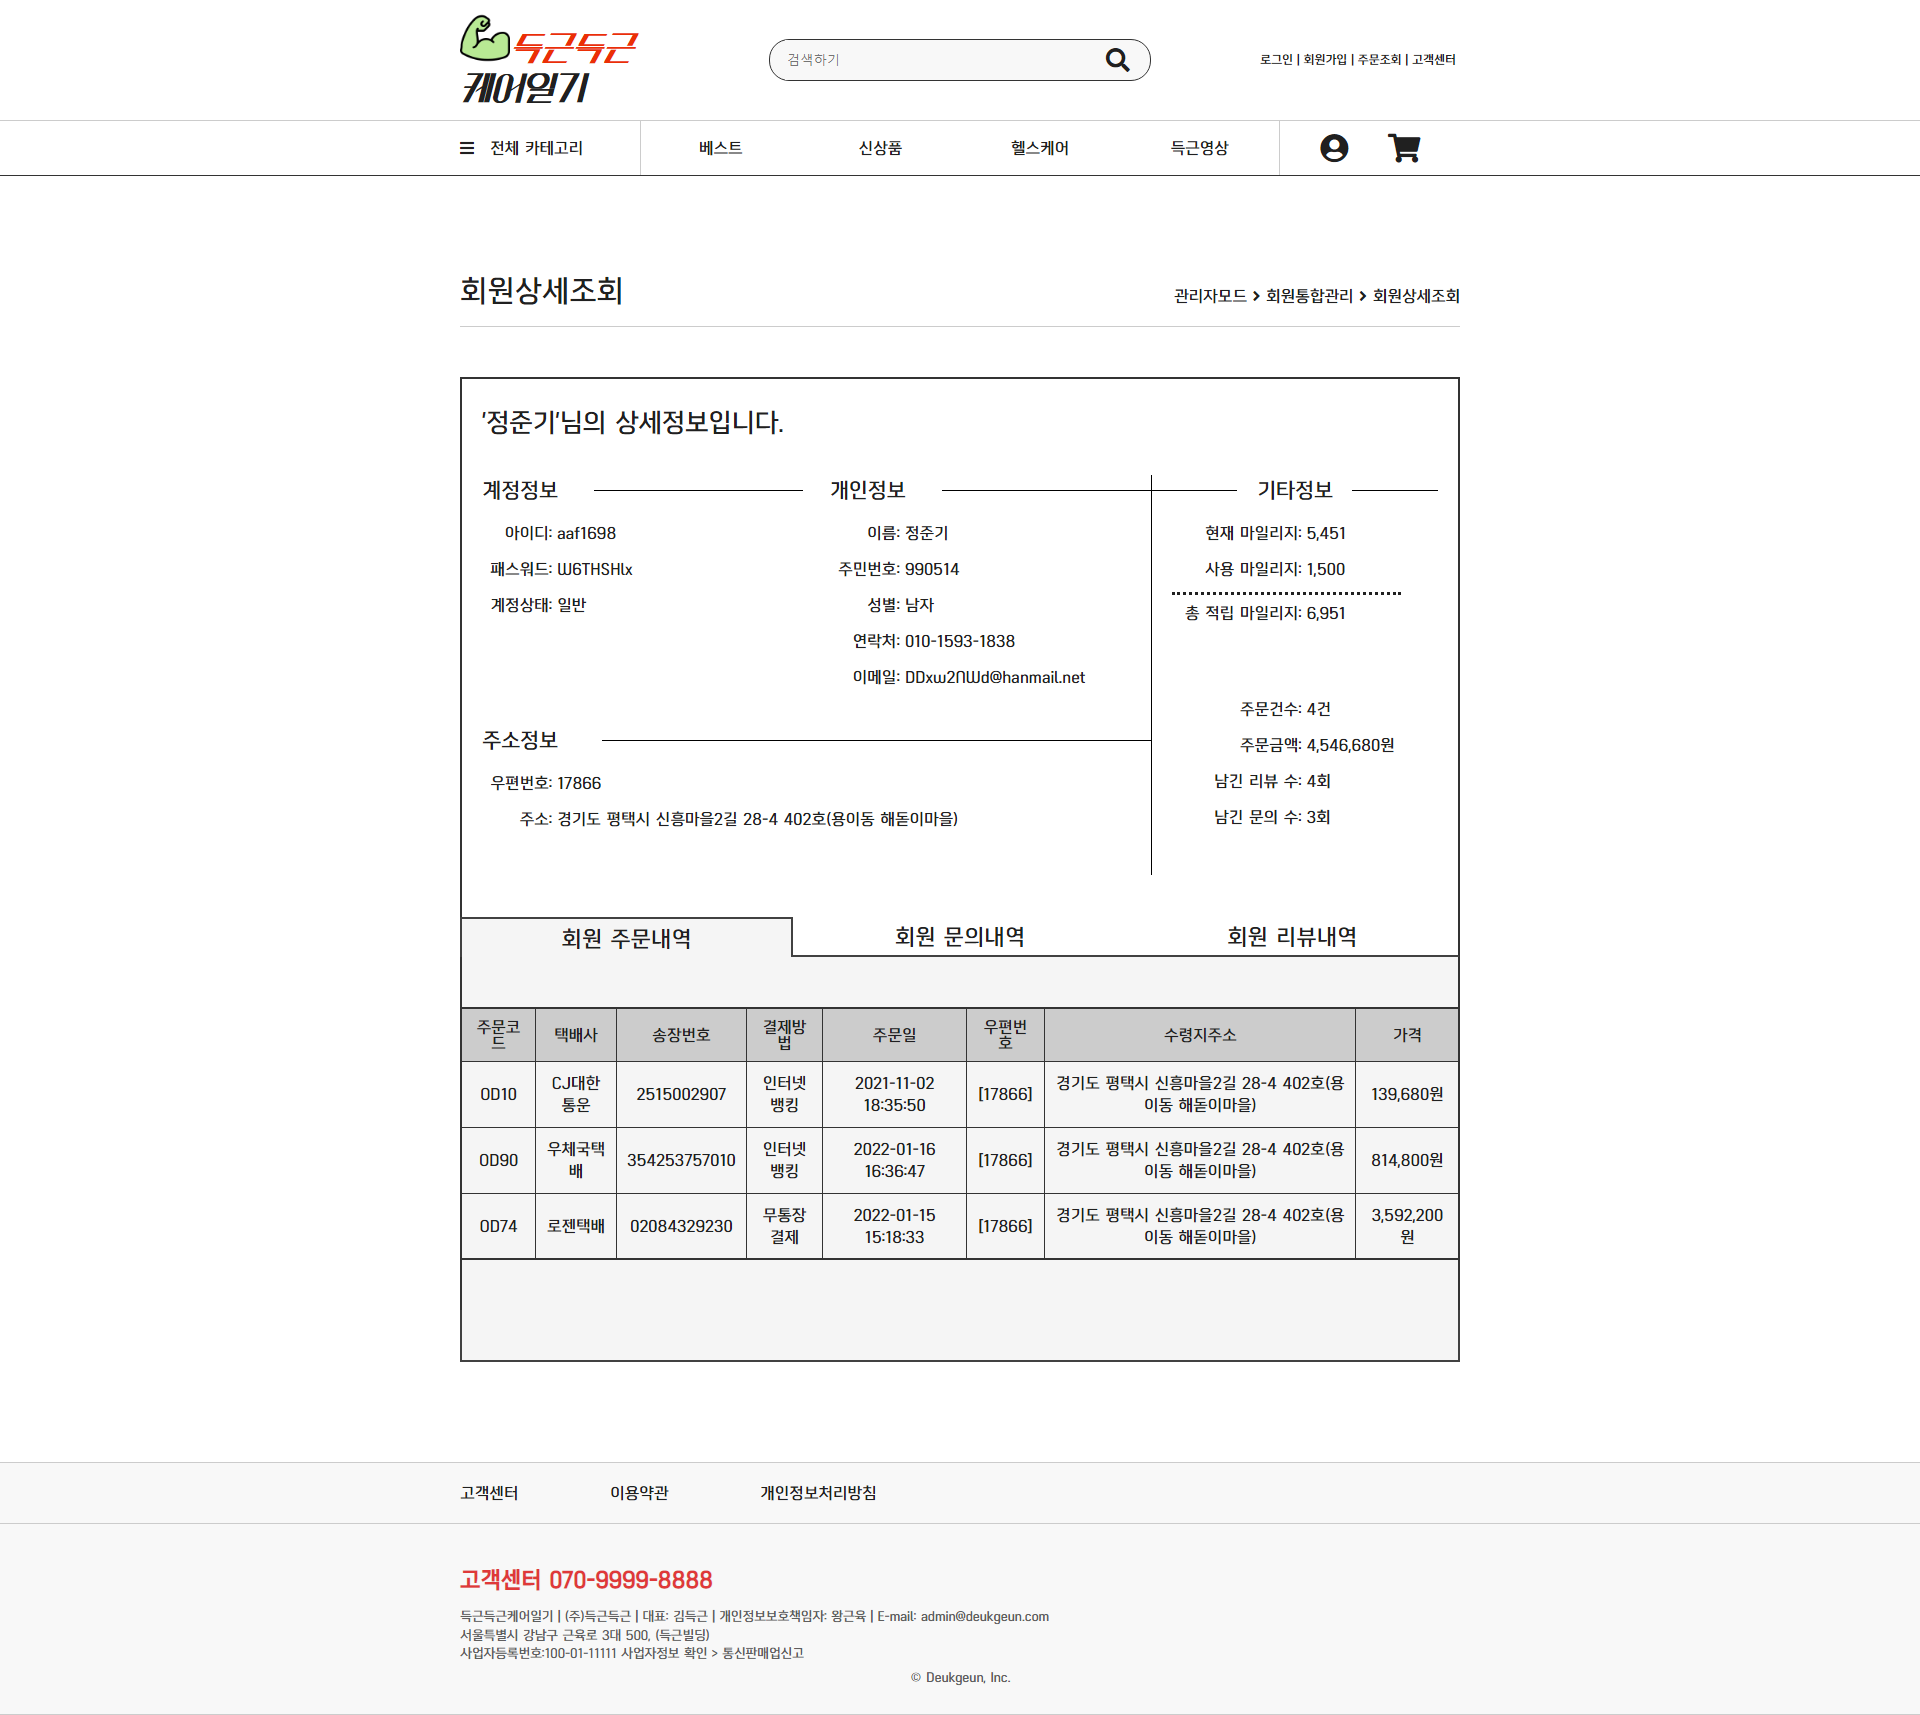 득근득근
케어일기
검색하기
로그인 | 회원가입 | 주문조회 | 고객센터
전체 카테고리
베스트
신상품
헬스케어
득근영상
회원상세조회
관리자모드 > 회원통합관리 > 회원상세조회
'정준기'님의 상세정보입니다.
계정정보
아이디: aaf1698
패스워드: W6THSHlx
계정상태: 일반
개인정보
이름: 정준기
주민번호: 990514
성별: 남자
연락처: 010-1593-1838
이메일: DDxw2NWd@hanmail.net
기타정보
현재 마일리지: 5,451
사용 마일리지: 1,500
총 적립 마일리지: 6,951
주문건수: 4건
주문금액: 4,546,680원
남긴 리뷰 수: 4회
남긴 문의 수: 3회
주소정보
우편번호: 17866
주소: 경기도 평택시 신흥마을2길 28-4 402호(용이동 해돋이마을)
회원 주문내역
회원 문의내역
회원 리뷰내역
주문코드 택배사 송장번호 결제방법 주문일 우편번호 수령지주소 가격
OD10 CJ대한통운 2515002907 인터넷뱅킹 2021-11-02 18:35:50 [17866] 경기도 평택시 신흥마을2길 28-4 402호(용이동 해돋이마을) 139,680원
OD90 우체국택배 354253757010 인터넷뱅킹 2022-01-16 16:36:47 [17866] 경기도 평택시 신흥마을2길 28-4 402호(용이동 해돋이마을) 814,800원
OD74 로젠택배 02084329230 무통장결제 2022-01-15 15:18:33 [17866] 경기도 평택시 신흥마을2길 28-4 402호(용이동 해돋이마을) 3,592,200원
고객센터
이용약관
개인정보처리방침
고객센터 070-9999-8888
득근득근케어일기 | (주)득근득근 | 대표: 김득근 | 개인정보보호책임자: 왕근육 | E-mail: admin@deukgeun.com
서울특별시 강남구 근육로 3대 500, (득근빌딩)
사업자등록번호:100-01-11111 사업자정보 확인 > 통신판매업신고
© Deukgeun, Inc.